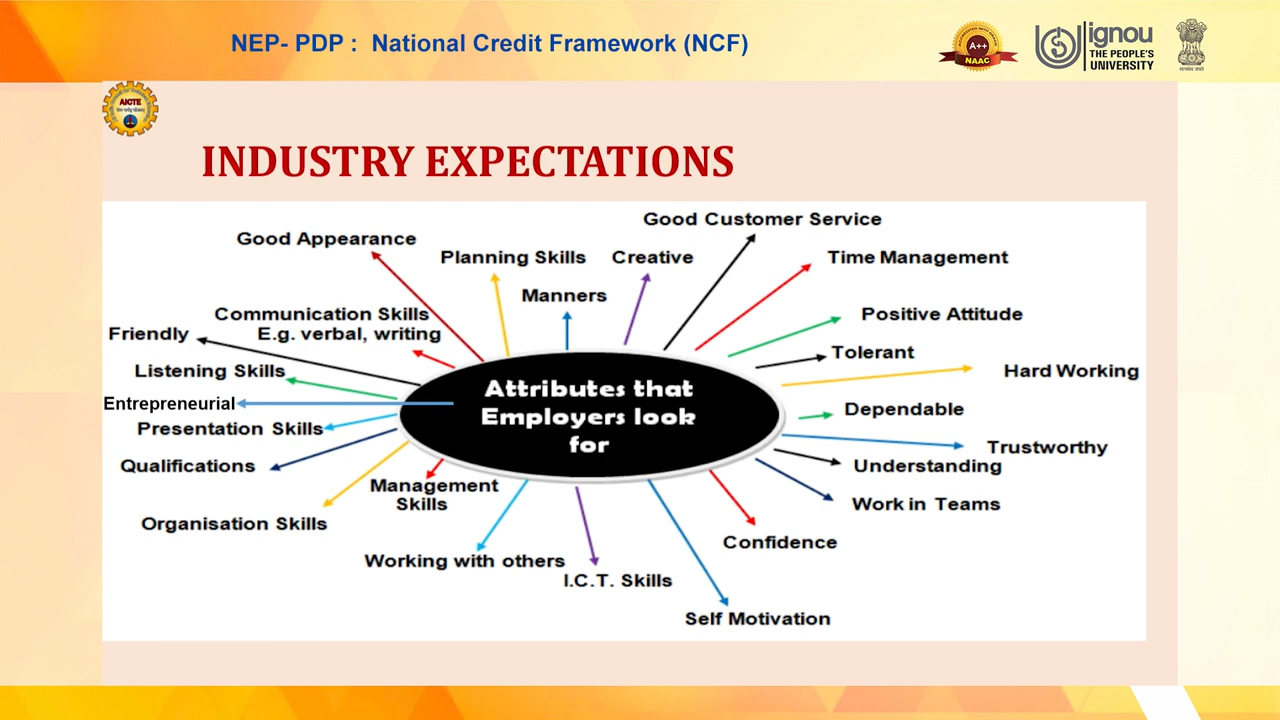 NEP- PDP :  National Credit Framework (NCF)
A++
NAAC
ignou
THE PEOPLE'S
UNIVERSITY
AICTE
INDUSTRY EXPECTATIONS
Good Customer Service
Good Appearance
Planning Skills
Creative
Time Management
Manners
Communication Skills
E.g. verbal, writing
Positive Attitude
Friendly
Tolerant
Listening Skills
Hard Working
Attributes that
Employers look
for
Entrepreneurial
Dependable
Presentation Skills
Trustworthy
Qualifications
Understanding
Management
Skills
Work in Teams
Organisation Skills
Confidence
Working with others
I.C.T. Skills
Self Motivation